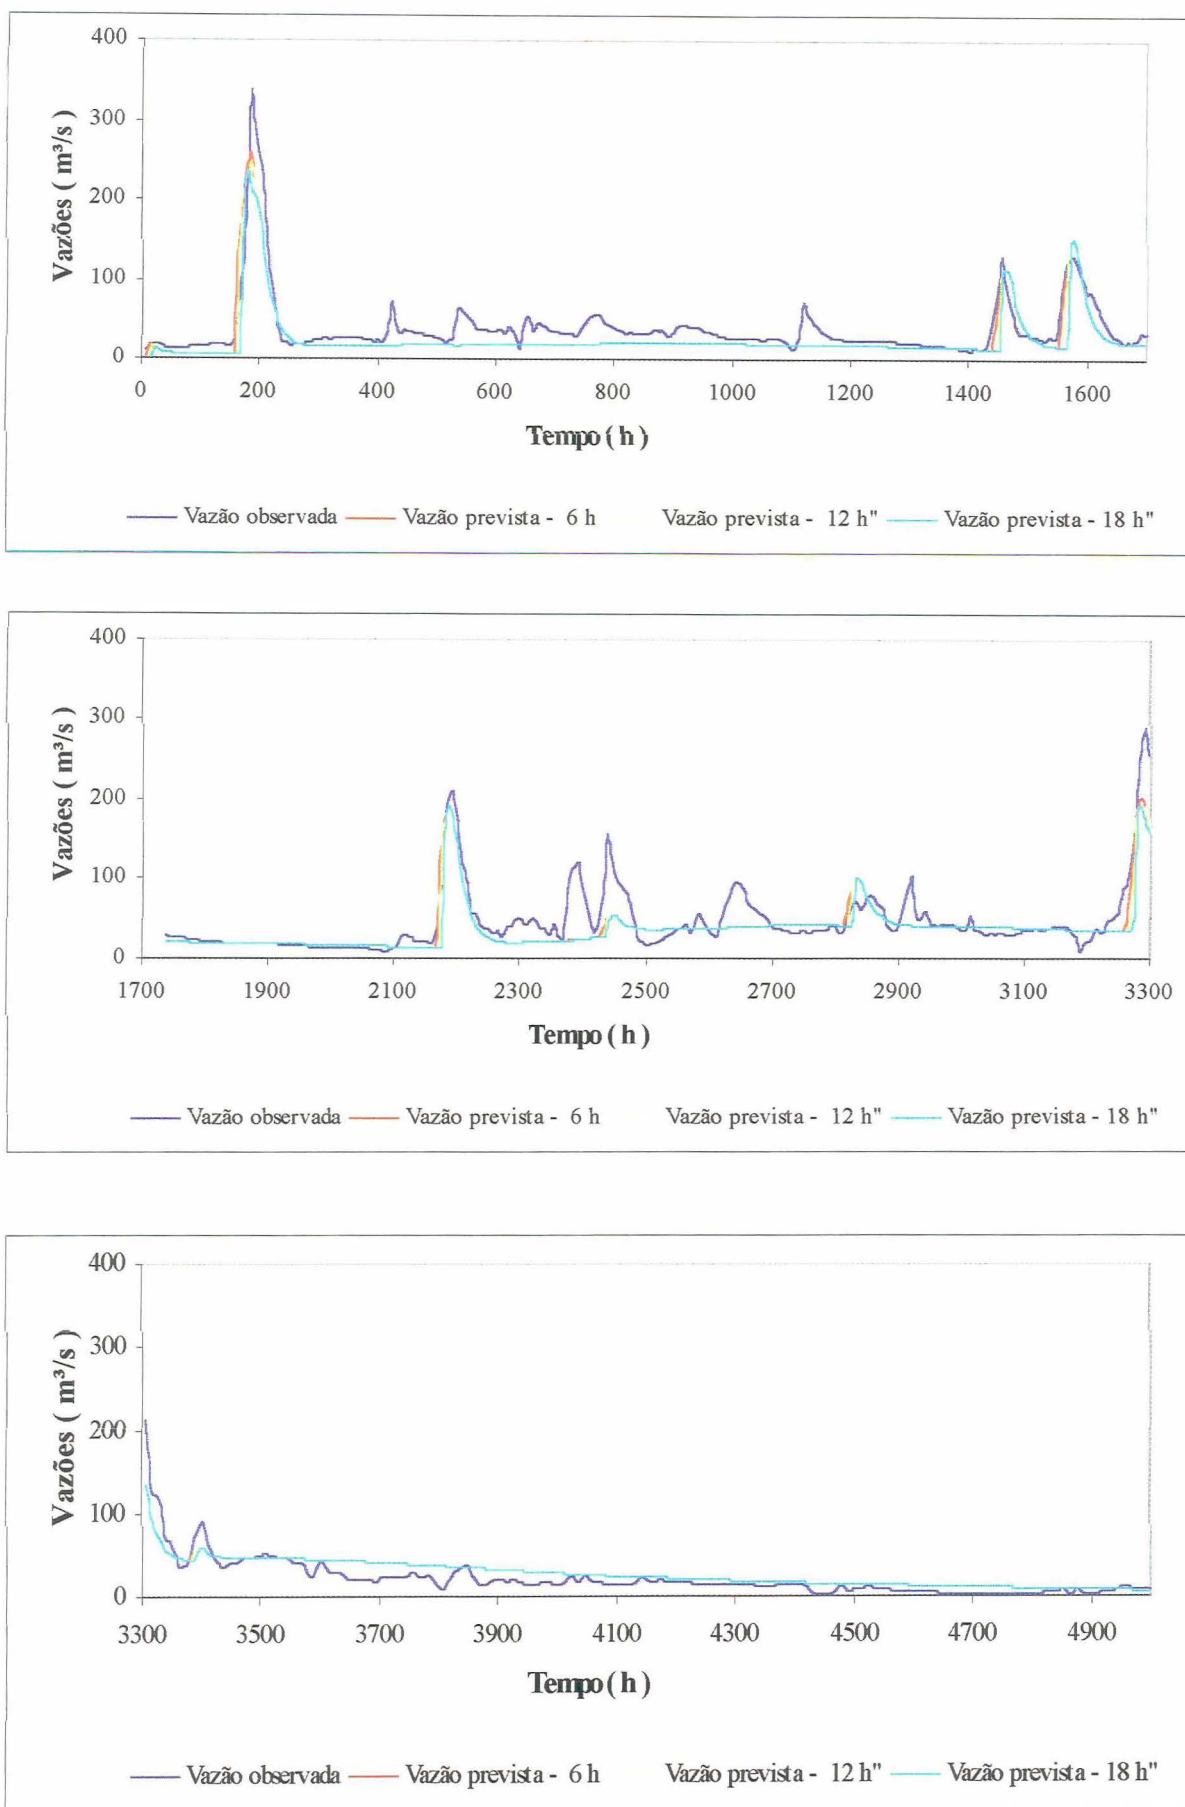 400
300
200
100
0
Vazões ( m³/s )
0 200 400 600 800 1000 1200 1400 1600
Tempo ( h )
Vazão observada Vazão prevista - 6 h Vazão prevista - 12 h" Vazão prevista - 18 h"
400
300
200
100
0
Vazões ( m³/s )
1700 1900 2100 2300 2500 2700 2900 3100 3300
Tempo ( h )
Vazão observada Vazão prevista - 6 h Vazão prevista - 12 h" Vazão prevista - 18 h"
400
300
200
100
0
Vazões ( m³/s )
3300 3500 3700 3900 4100 4300 4500 4700 4900
Tempo ( h )
Vazão observada Vazão prevista - 6 h Vazão prevista - 12 h" Vazão prevista - 18 h"